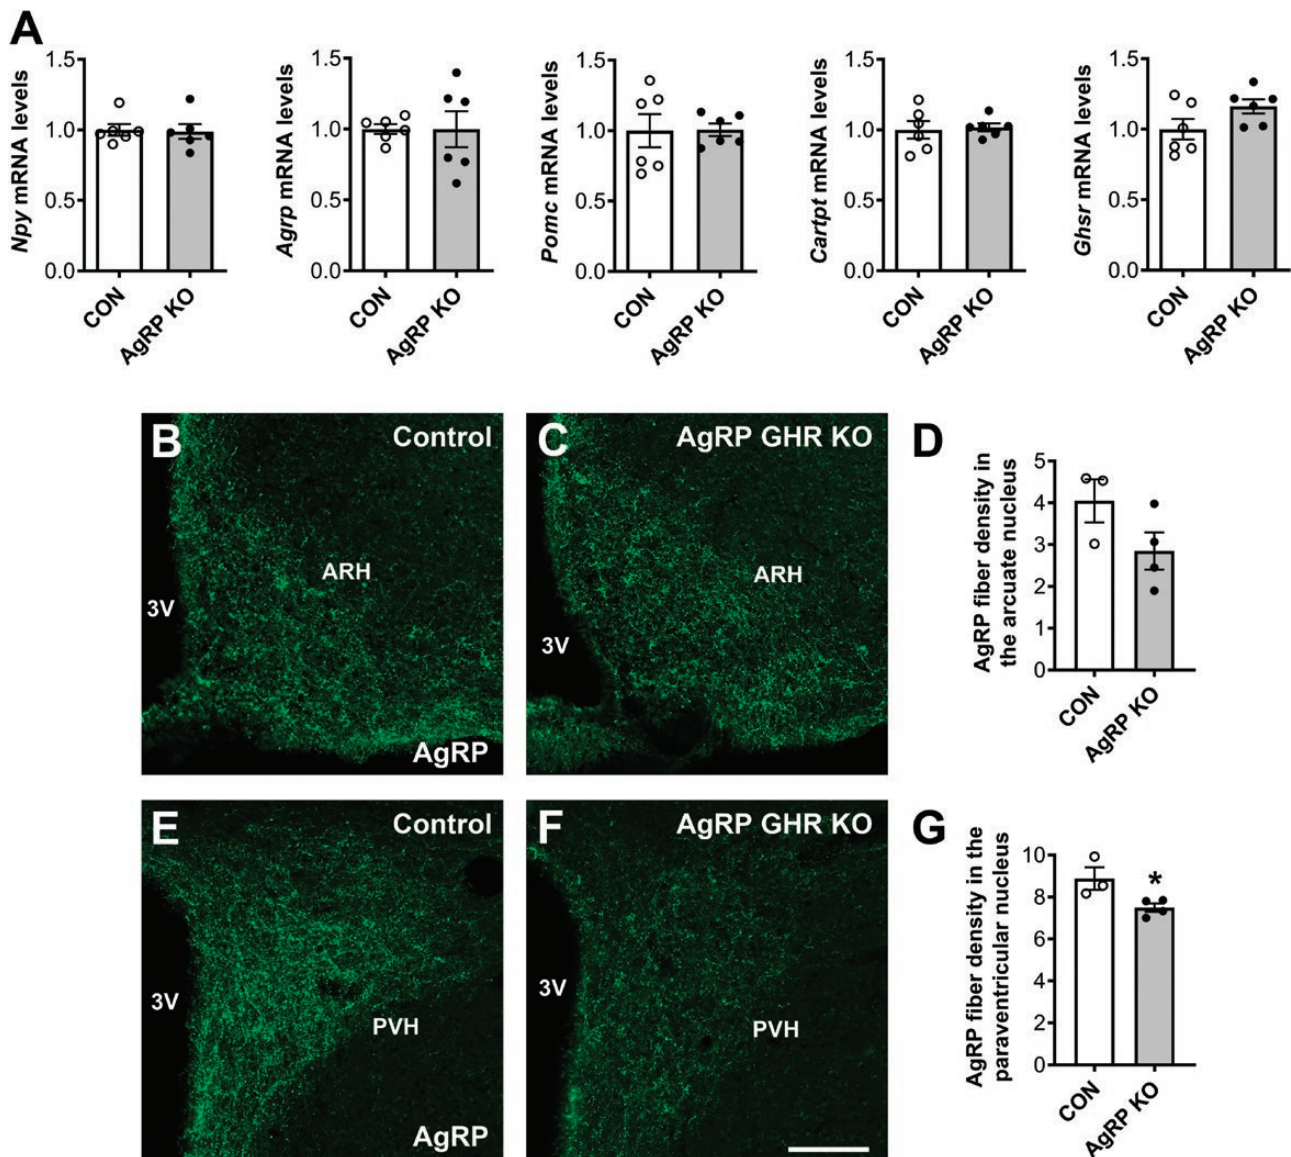 A
Npy mRNA levels
1.5
1.0
0.5
0.0
CON
AgRP KO
Agrp mRNA levels
1.5
1.0
0.5
0.0
CON
AgRP KO
Pomc mRNA levels
1.5
1.0
0.5
0.0
CON
AgRP KO
Cartpt mRNA levels
1.5
1.0
0.5
0.0
CON
AgRP KO
Ghsr mRNA levels
1.5
1.0
0.5
0.0
CON
AgRP KO
B
Control
ARH
3V
AgRP
C
AgRP GHR KO
ARH
3V
D
AgRP fiber density in
the arcuate nucleus
5
4
3
2
1
0
CON
AgRP KO
E
Control
3V
PVH
AgRP
F
AgRP GHR KO
3V
PVH
G
AgRP fiber density in the
paraventricular nucleus
10
8
6
4
2
0
*
CON
AgRP KO